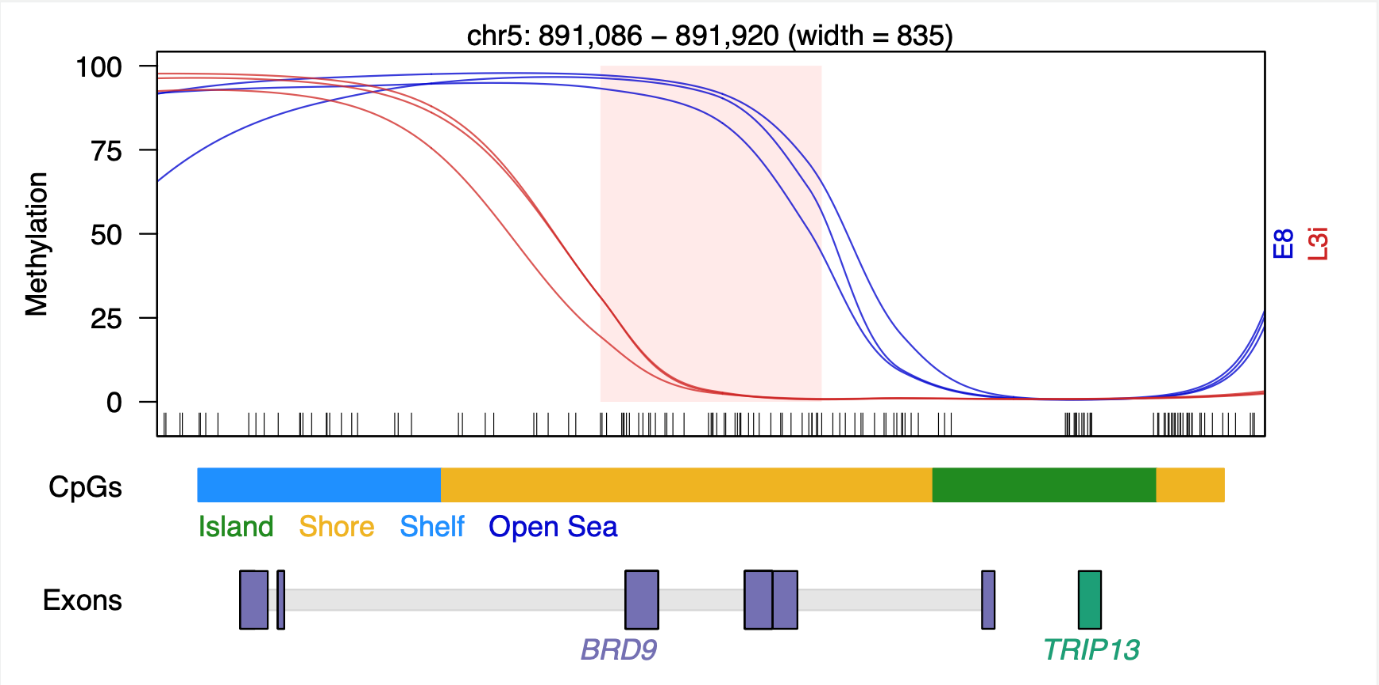 chr5: 891,086 – 891,920 (width = 835)
100
75
50
25
0
Methylation
E8
L3i
CpGs
Island Shore Shelf Open Sea
Exons
BRD9 TRIP13